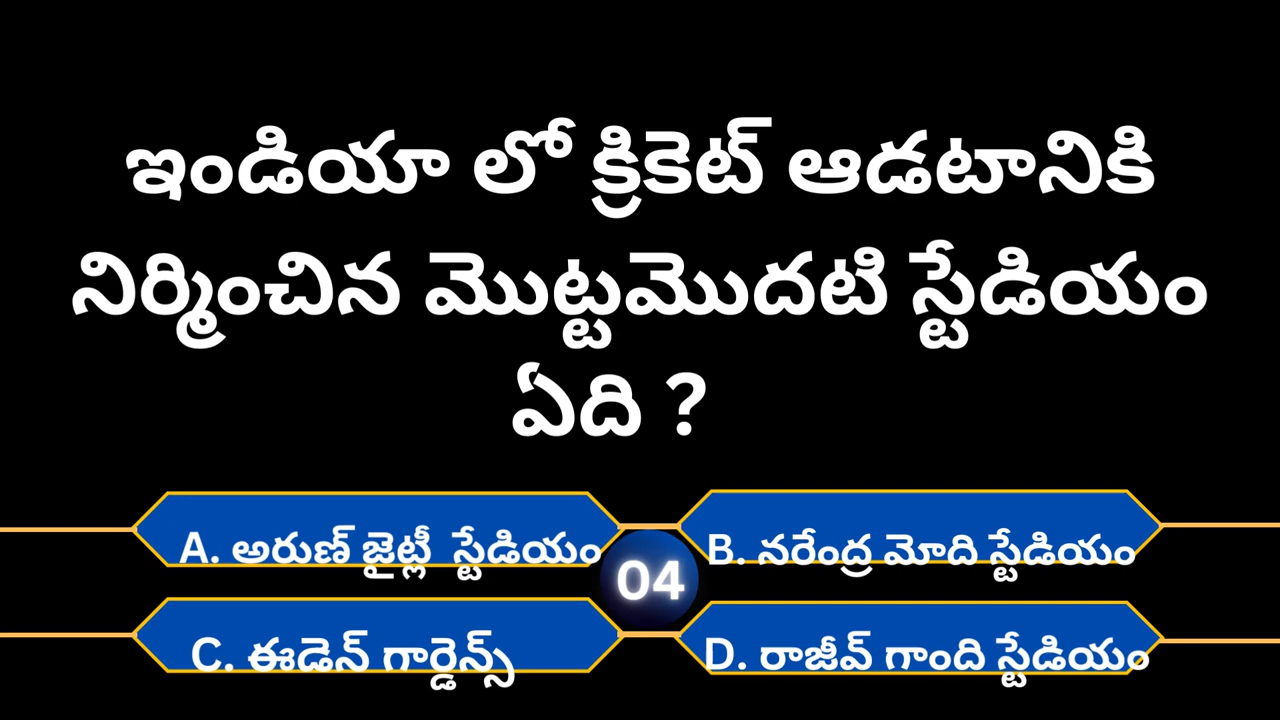 ఇండియా లో క్రికెట్ ఆడటానికి
నిర్మించిన మొట్టమొదటి స్టేడియం
ఏది ?
A. అరుణ్ జైట్లీ స్టేడియం
B. నరేంద్ర మోది స్టేడియం
04
C. ఈడెన్ గార్డెన్స్
D. రాజీవ్ గాంది స్టేడియం